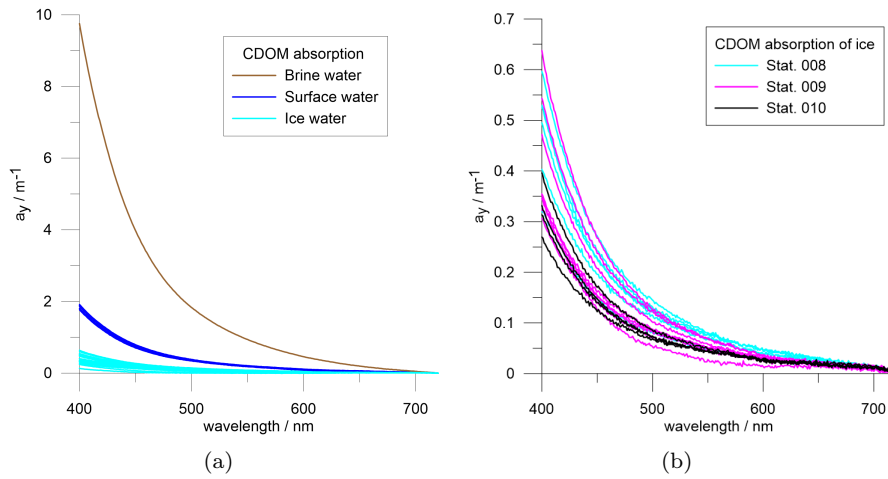 10
8
6
4
2
0
a_y / m⁻¹
CDOM absorption
Brine water
Surface water
Ice water
400
500
600
700
wavelength / nm
(a)
0.7
0.6
0.5
0.4
0.3
0.2
0.1
0
a_y / m⁻¹
CDOM absorption of ice
Stat. 008
Stat. 009
Stat. 010
400
500
600
700
wavelength / nm
(b)